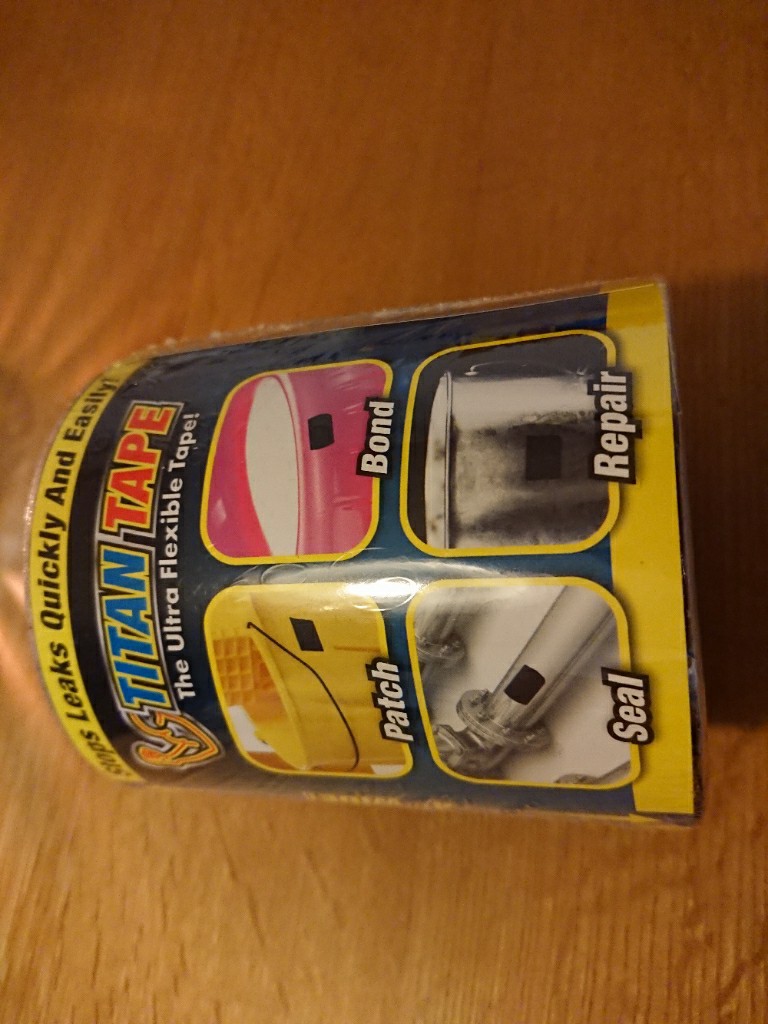 Stops Leaks Quickly And Easily!
TITAN TAPE
The Ultra Flexible Tape!
Patch Bond
Seal Repair